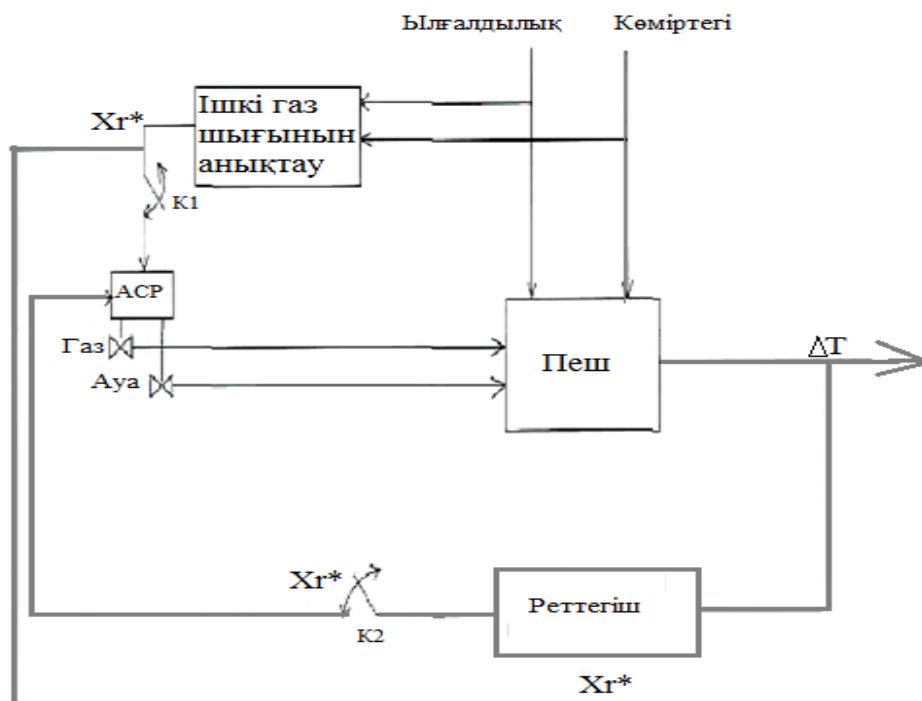 Ылғалдылық
Көміртегі
Ішкі газ
шығынын
анықтау
Xr*
K1
АСР
Газ
Ауа
Пеш
ΔT
Xr*
K2
Реттегіш
Xr*